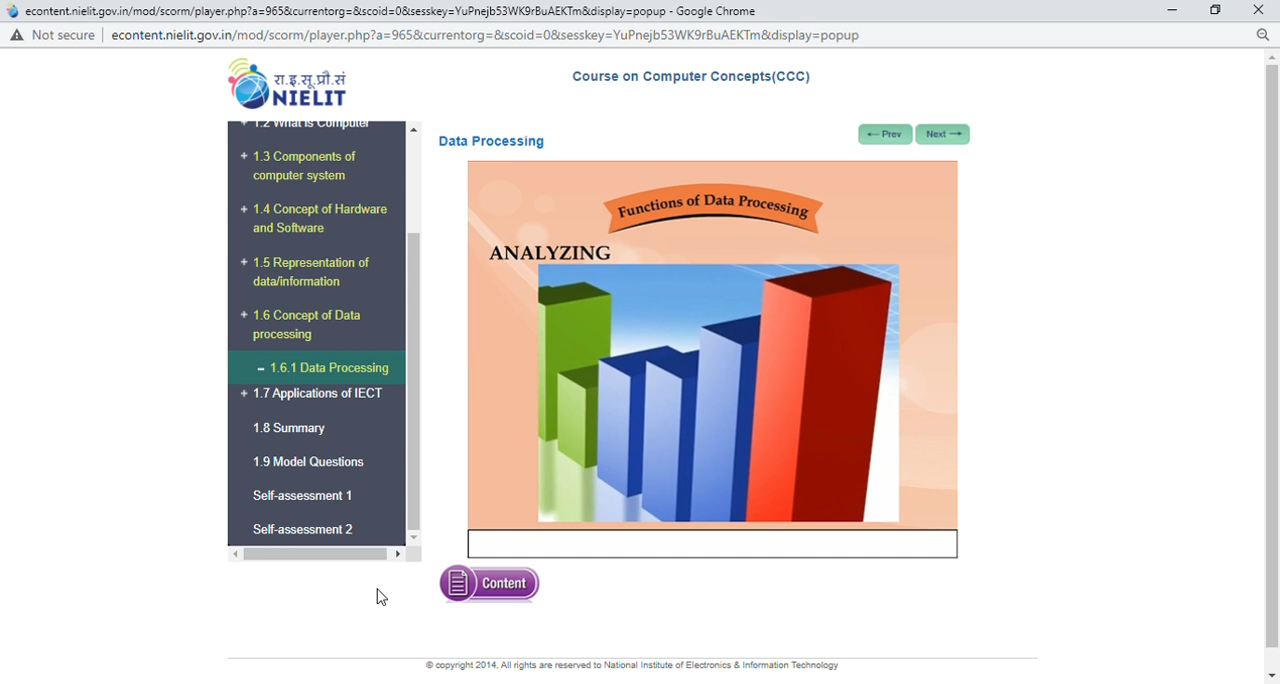 econtent.nielit.gov.in/mod/scorm/player.php?a=965&currentorg=&scoid=0&sesskey=YuPnejb53WK9rBuAEKTm&display=popup - Google Chrome
Not secure
econtent.nielit.gov.in/mod/scorm/player.php?a=965&currentorg=&scoid=0&sesskey=YuPnejb53WK9rBuAEKTm&display=popup
रा.इ.सू.प्रौ.सं
NIELIT
Course on Computer Concepts(CCC)
+ 1.2 What is Computer
+ 1.3 Components of
computer system
+ 1.4 Concept of Hardware
and Software
+ 1.5 Representation of
data/information
+ 1.6 Concept of Data
processing
- 1.6.1 Data Processing
+ 1.7 Applications of IECT
1.8 Summary
1.9 Model Questions
Self-assessment 1
Self-assessment 2
Data Processing
← Prev
Next →
Functions of Data Processing
ANALYZING
Content
© copyright 2014, All rights are reserved to National Institute of Electronics & Information Technology